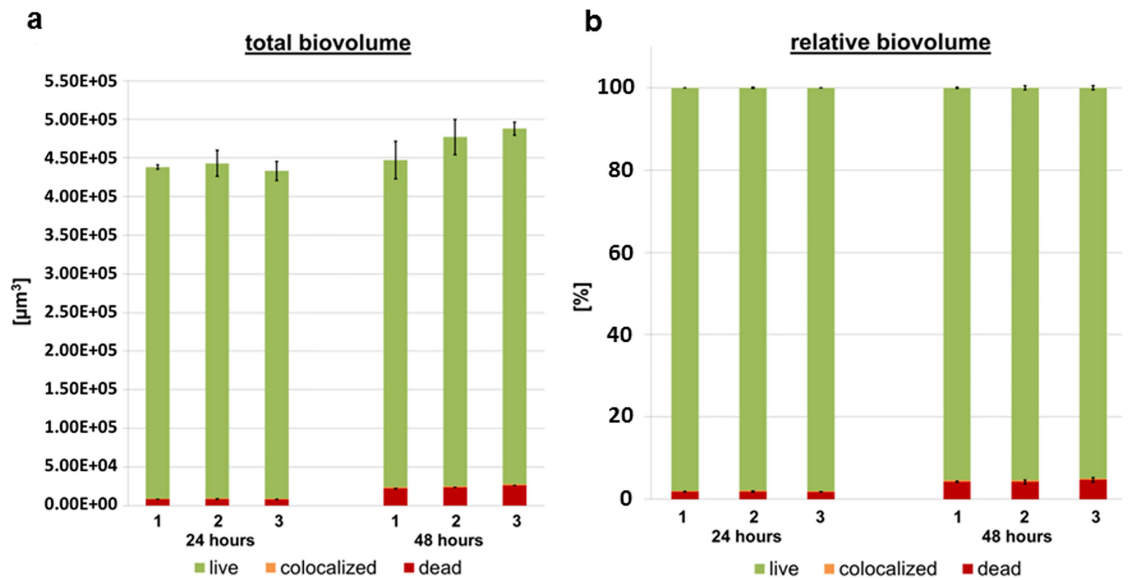 a
total biovolume
5.50E+05
5.00E+05
4.50E+05
4.00E+05
3.50E+05
3.00E+05
2.50E+05
2.00E+05
1.50E+05
1.00E+05
5.00E+04
0.00E+00
[µm³]
1 2 3 1 2 3
24 hours 48 hours
live colocalized dead
b
relative biovolume
100
80
60
40
20
0
[%]
1 2 3 1 2 3
24 hours 48 hours
live colocalized dead